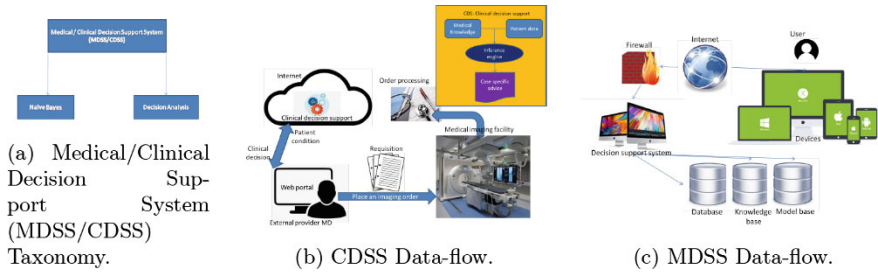 Medical/ Clinical Decision Support System
(MDSS/CDSS)
Naïve Bayes
Decision Analysis
(a) Medical/Clinical
Decision Sup-
port System
(MDSS/CDSS)
Taxonomy.
CDS: Clinical decision support
Medical
Knowledge
Patient data
Inference
engine
Case specific
advice
Internet
Order processing
Clinical decision support
Patient
condition
Clinical
decision
Medical imaging facility
Requisition
Web portal
Place an imaging order
External provider MD
(b) CDSS Data-flow.
User
Internet
Firewall
Devices
Decision support system
Database
Knowledge
base
Model base
(c) MDSS Data-flow.